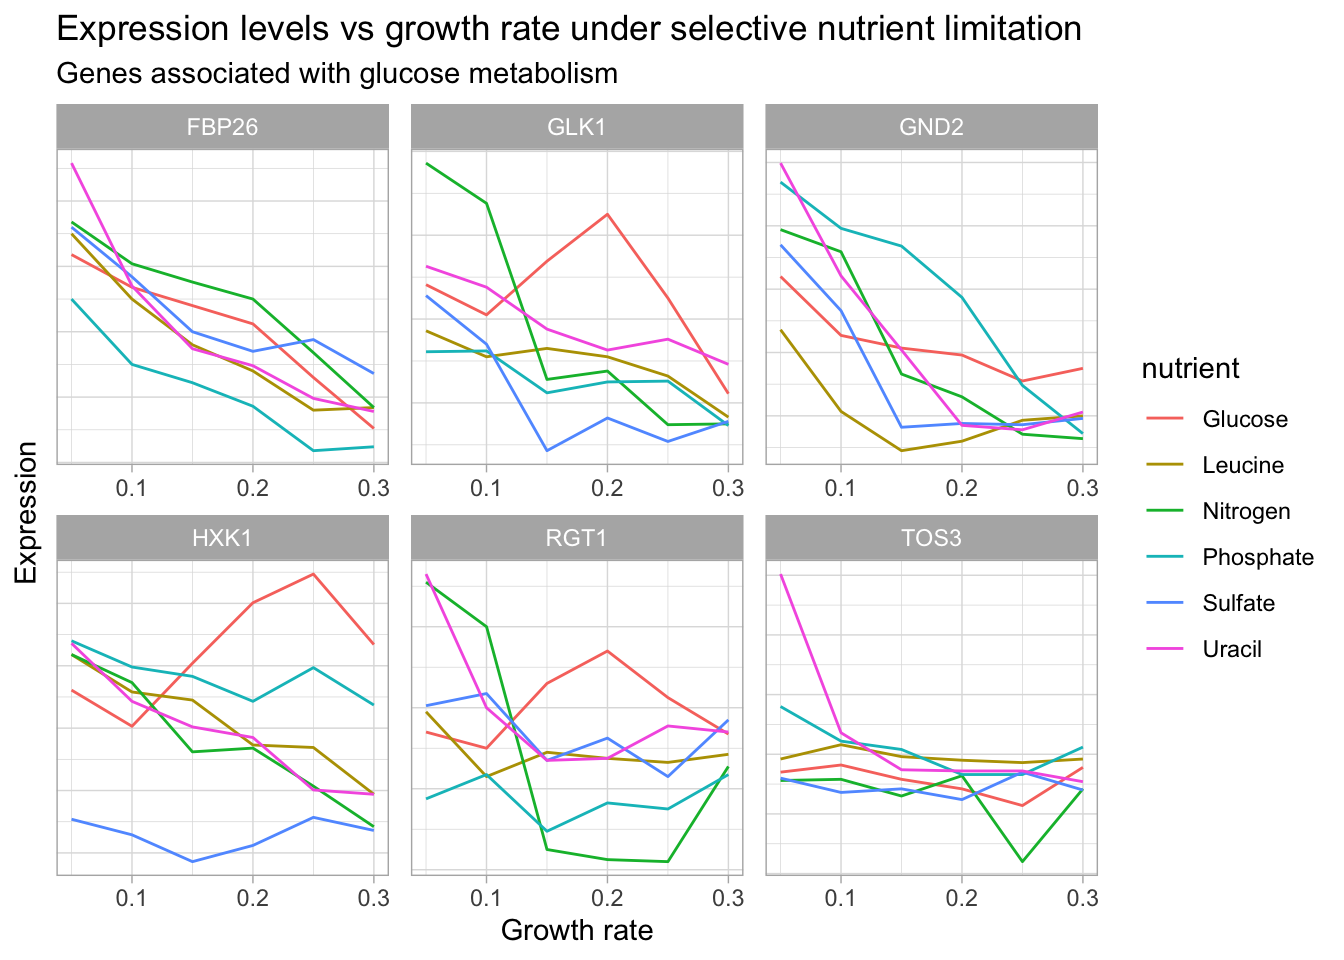 Expression levels vs growth rate under selective nutrient limitation
Genes associated with glucose metabolism
FBP26
GLK1
GND2
0.1
0.2
0.3
0.1
0.2
0.3
0.1
0.2
0.3
HXK1
RGT1
TOS3
0.1
0.2
0.3
0.1
0.2
0.3
0.1
0.2
0.3
Expression
Growth rate
nutrient
Glucose
Leucine
Nitrogen
Phosphate
Sulfate
Uracil